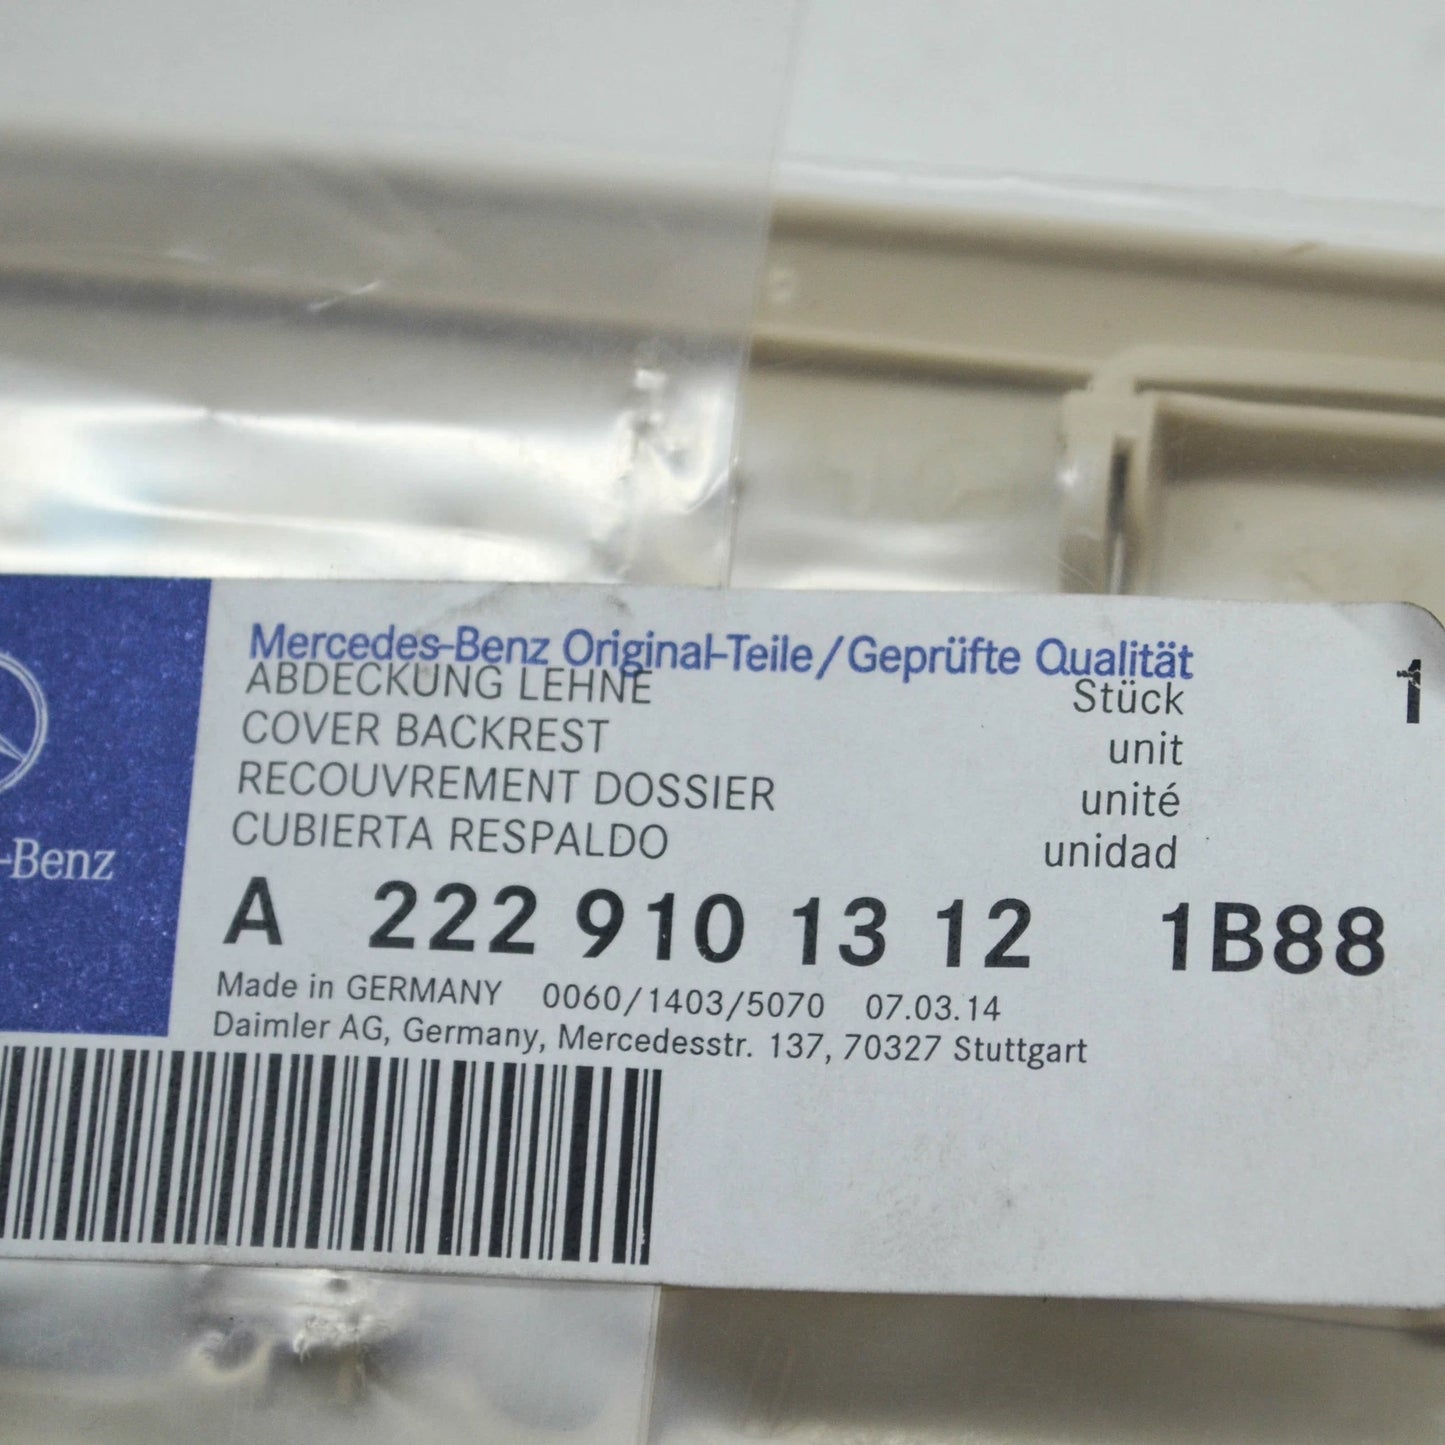 Mercedes-Benz Original-Teile/Geprüfte Qualität
ABDECKUNG LEHNE Stück 1
COVER BACKREST unit
RECOUVREMENT DOSSIER unité
CUBIERTA RESPALDO unidad
-Benz
A 222 910 13 12 1B88
Made in GERMANY 0060/1403/5070 07.03.14
Daimler AG, Germany, Mercedesstr. 137, 70327 Stuttgart